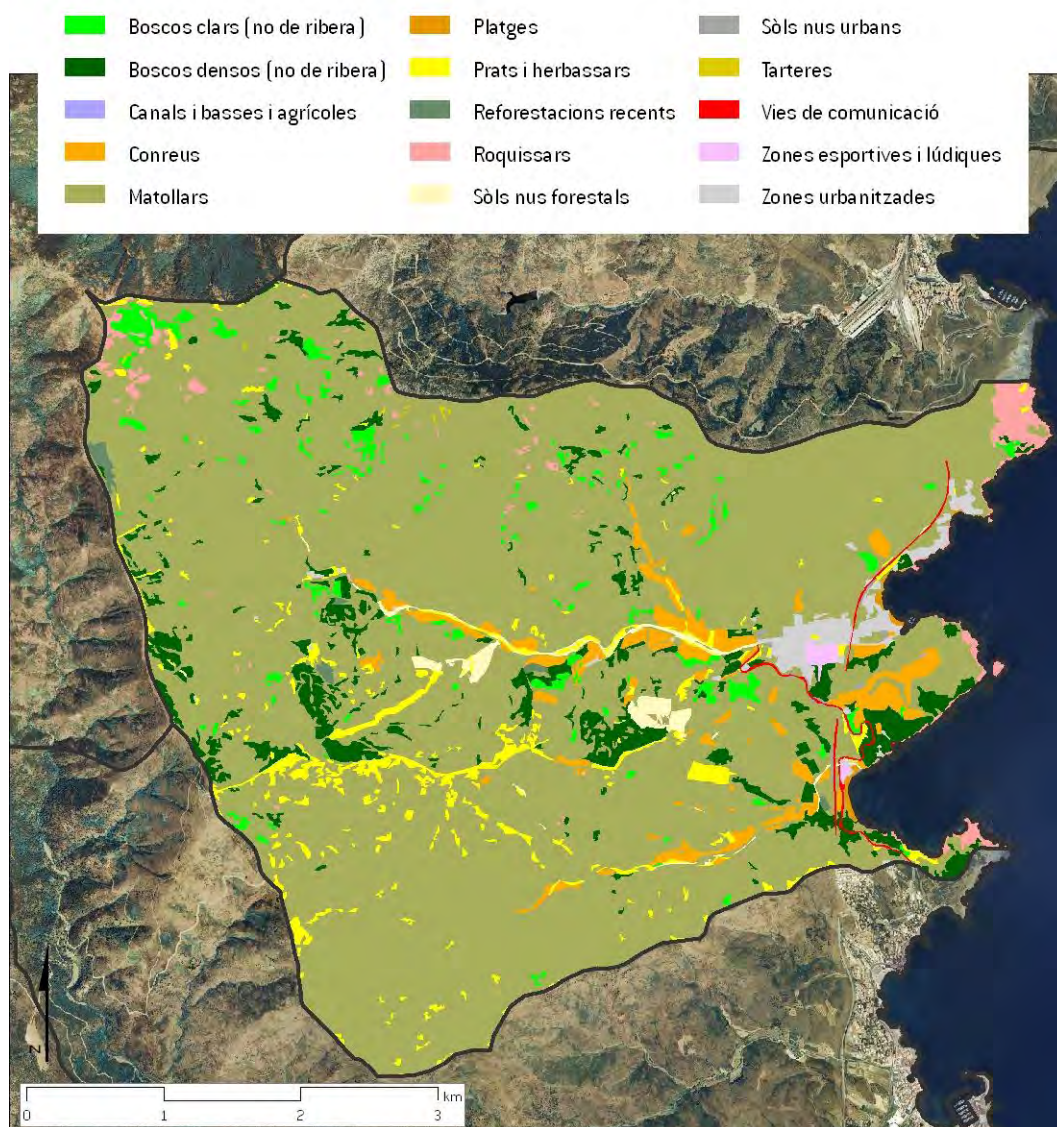 Boscos clars (no de ribera)
Boscos densos (no de ribera)
Canals i basses i agrícoles
Conreus
Matollars
Platges
Prats i herbassars
Reforestacions recents
Roquissars
Sòls nus forestals
Sòls nus urbans
Tarteres
Vies de comunicació
Zones esportives i lúdiques
Zones urbanitzades
N
km
0 1 2 3